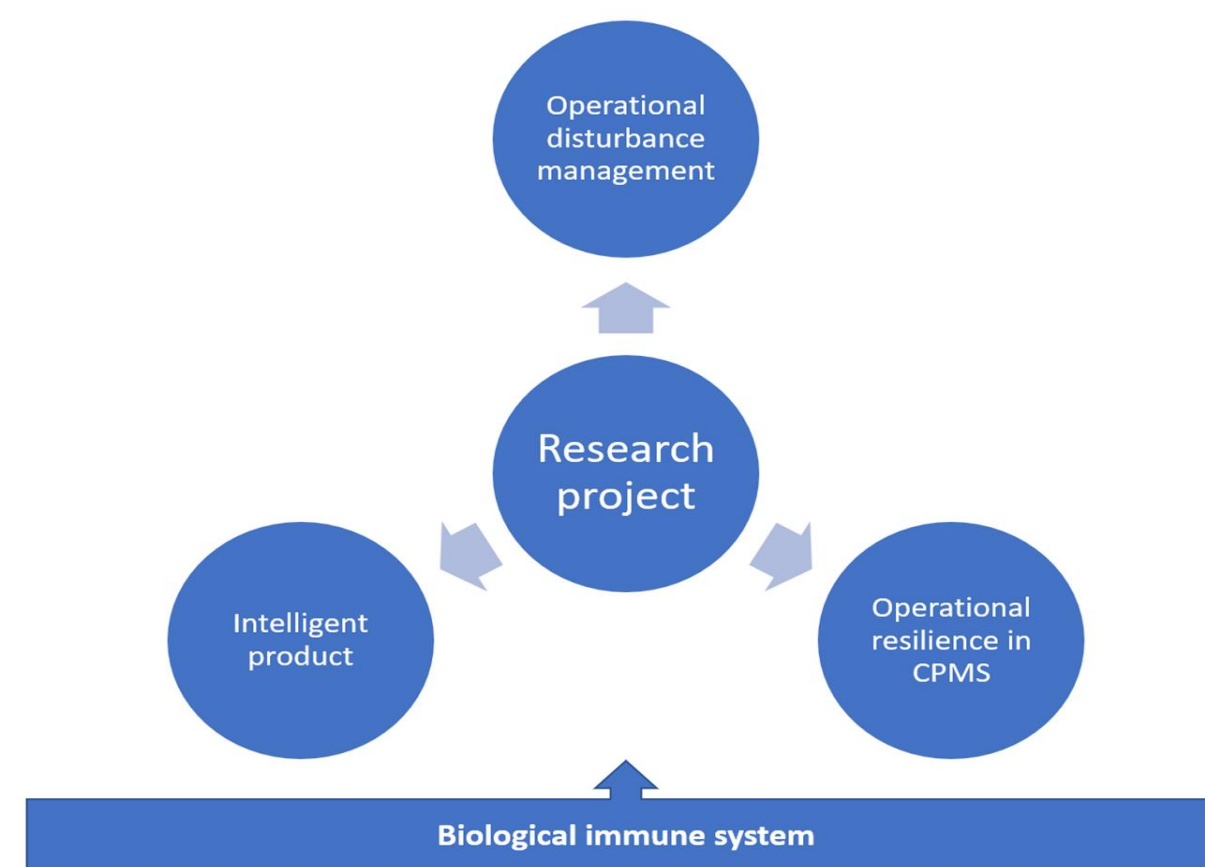 Operational
disturbance
management
Research
project
Intelligent
product
Operational
resilience in
CPMS
Biological immune system